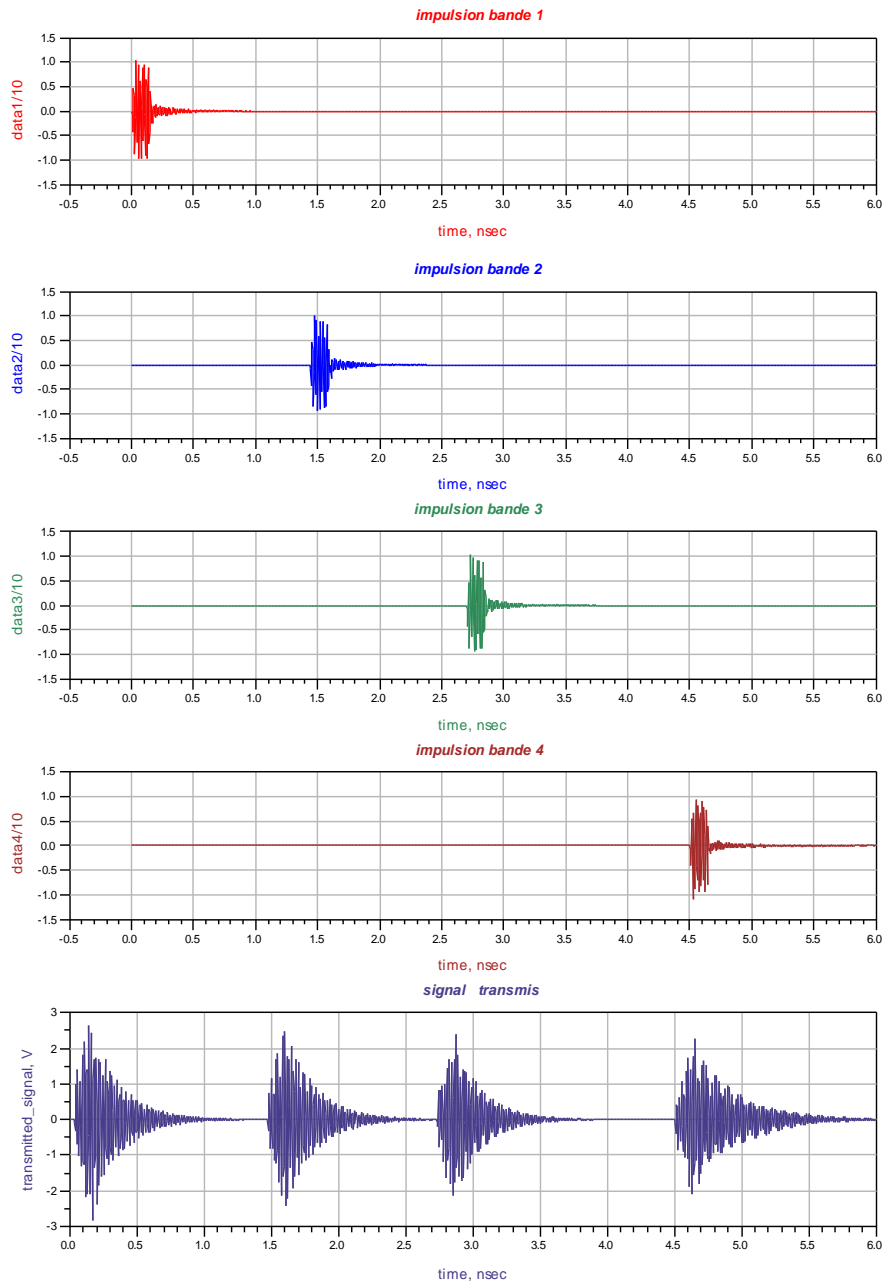 impulsion bande 1
1.5
1.0
0.5
0.0
-0.5
-1.0
-1.5
data1/10
-0.5 0.0 0.5 1.0 1.5 2.0 2.5 3.0 3.5 4.0 4.5 5.0 5.5 6.0
time, nsec
impulsion bande 2
1.5
1.0
0.5
0.0
-0.5
-1.0
-1.5
data2/10
-0.5 0.0 0.5 1.0 1.5 2.0 2.5 3.0 3.5 4.0 4.5 5.0 5.5 6.0
time, nsec
impulsion bande 3
1.5
1.0
0.5
0.0
-0.5
-1.0
-1.5
data3/10
-0.5 0.0 0.5 1.0 1.5 2.0 2.5 3.0 3.5 4.0 4.5 5.0 5.5 6.0
time, nsec
impulsion bande 4
1.5
1.0
0.5
0.0
-0.5
-1.0
-1.5
data4/10
-0.5 0.0 0.5 1.0 1.5 2.0 2.5 3.0 3.5 4.0 4.5 5.0 5.5 6.0
time, nsec
signal transmis
3
2
1
0
-1
-2
-3
transmitted_signal, V
0.0 0.5 1.0 1.5 2.0 2.5 3.0 3.5 4.0 4.5 5.0 5.5 6.0
time, nsec